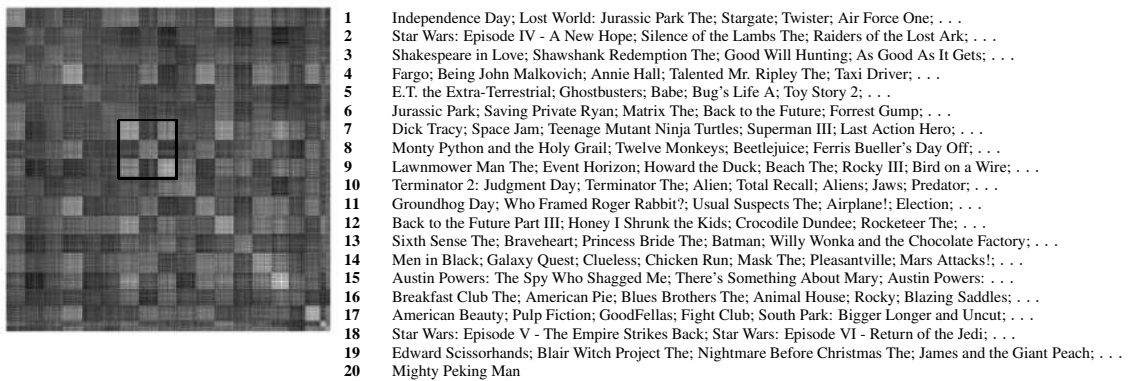 1 Independence Day; Lost World: Jurassic Park The; Stargate; Twister; Air Force One; . . .
2 Star Wars: Episode IV - A New Hope; Silence of the Lambs The; Raiders of the Lost Ark; . . .
3 Shakespeare in Love; Shawshank Redemption The; Good Will Hunting; As Good As It Gets; . . .
4 Fargo; Being John Malkovich; Annie Hall; Talented Mr. Ripley The; Taxi Driver; . . .
5 E.T. the Extra-Terrestrial; Ghostbusters; Babe; Bug's Life A; Toy Story 2; . . .
6 Jurassic Park; Saving Private Ryan; Matrix The; Back to the Future; Forrest Gump; . . .
7 Dick Tracy; Space Jam; Teenage Mutant Ninja Turtles; Superman III; Last Action Hero; . . .
8 Monty Python and the Holy Grail; Twelve Monkeys; Beetlejuice; Ferris Bueller's Day Off; . . .
9 Lawnmower Man The; Event Horizon; Howard the Duck; Beach The; Rocky III; Bird on a Wire; . . .
10 Terminator 2: Judgment Day; Terminator The; Alien; Total Recall; Aliens; Jaws; Predator; . . .
11 Groundhog Day; Who Framed Roger Rabbit?; Usual Suspects The; Airplane!; Election; . . .
12 Back to the Future Part III; Honey I Shrunk the Kids; Crocodile Dundee; Rocketeer The; . . .
13 Sixth Sense The; Braveheart; Princess Bride The; Batman; Willy Wonka and the Chocolate Factory; . . .
14 Men in Black; Galaxy Quest; Clueless; Chicken Run; Mask The; Pleasantville; Mars Attacks!; . . .
15 Austin Powers: The Spy Who Shagged Me; There's Something About Mary; Austin Powers: . . .
16 Breakfast Club The; American Pie; Blues Brothers The; Animal House; Rocky; Blazing Saddles; . . .
17 American Beauty; Pulp Fiction; GoodFellas; Fight Club; South Park: Bigger Longer and Uncut; . . .
18 Star Wars: Episode V - The Empire Strikes Back; Star Wars: Episode VI - Return of the Jedi; . . .
19 Edward Scissorhands; Blair Witch Project The; Nightmare Before Christmas The; James and the Giant Peach; . . .
20 Mighty Peking Man